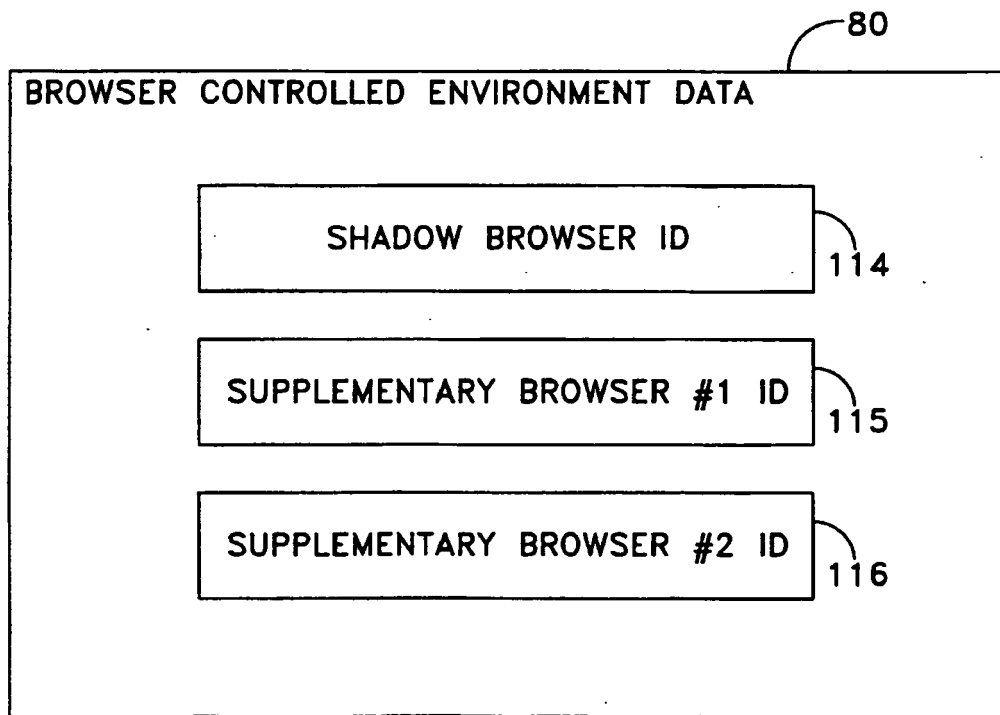 80
BROWSER CONTROLLED ENVIRONMENT DATA
SHADOW BROWSER ID
114
SUPPLEMENTARY BROWSER #1 ID
115
SUPPLEMENTARY BROWSER #2 ID
116